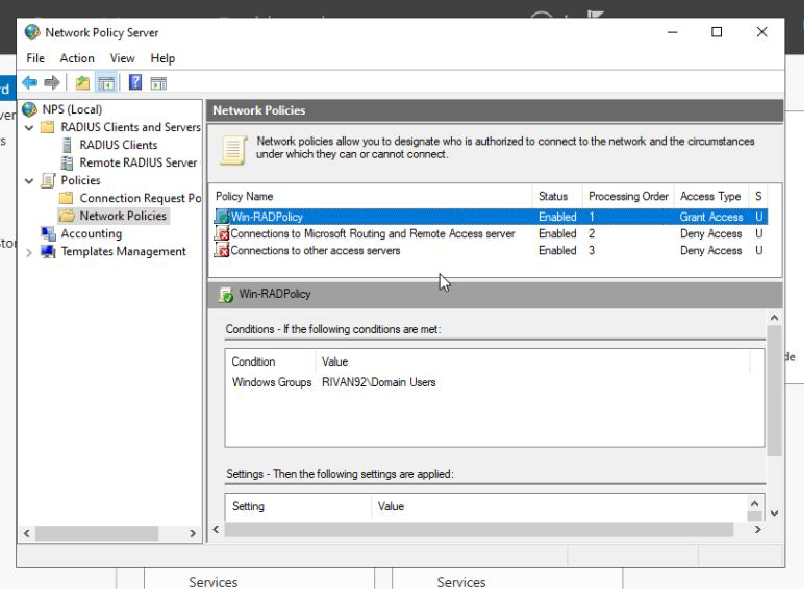 Network Policy Server
File Action View Help
NPS (Local)
RADIUS Clients and Servers
RADIUS Clients
Remote RADIUS Server
Policies
Connection Request Po
Network Policies
Accounting
Templates Management
Network Policies
Network policies allow you to designate who is authorized to connect to the network and the circumstances
under which they can or cannot connect.
Policy Name Status Processing Order Access Type S
Win-RADPolicy Enabled 1 Grant Access U
Connections to Microsoft Routing and Remote Access server Enabled 2 Deny Access U
Connections to other access servers Enabled 3 Deny Access U
Win-RADPolicy
Conditions - If the following conditions are met:
Condition Value
Windows Groups RIVAN92\Domain Users
Settings - Then the following settings are applied:
Setting Value
Services Services